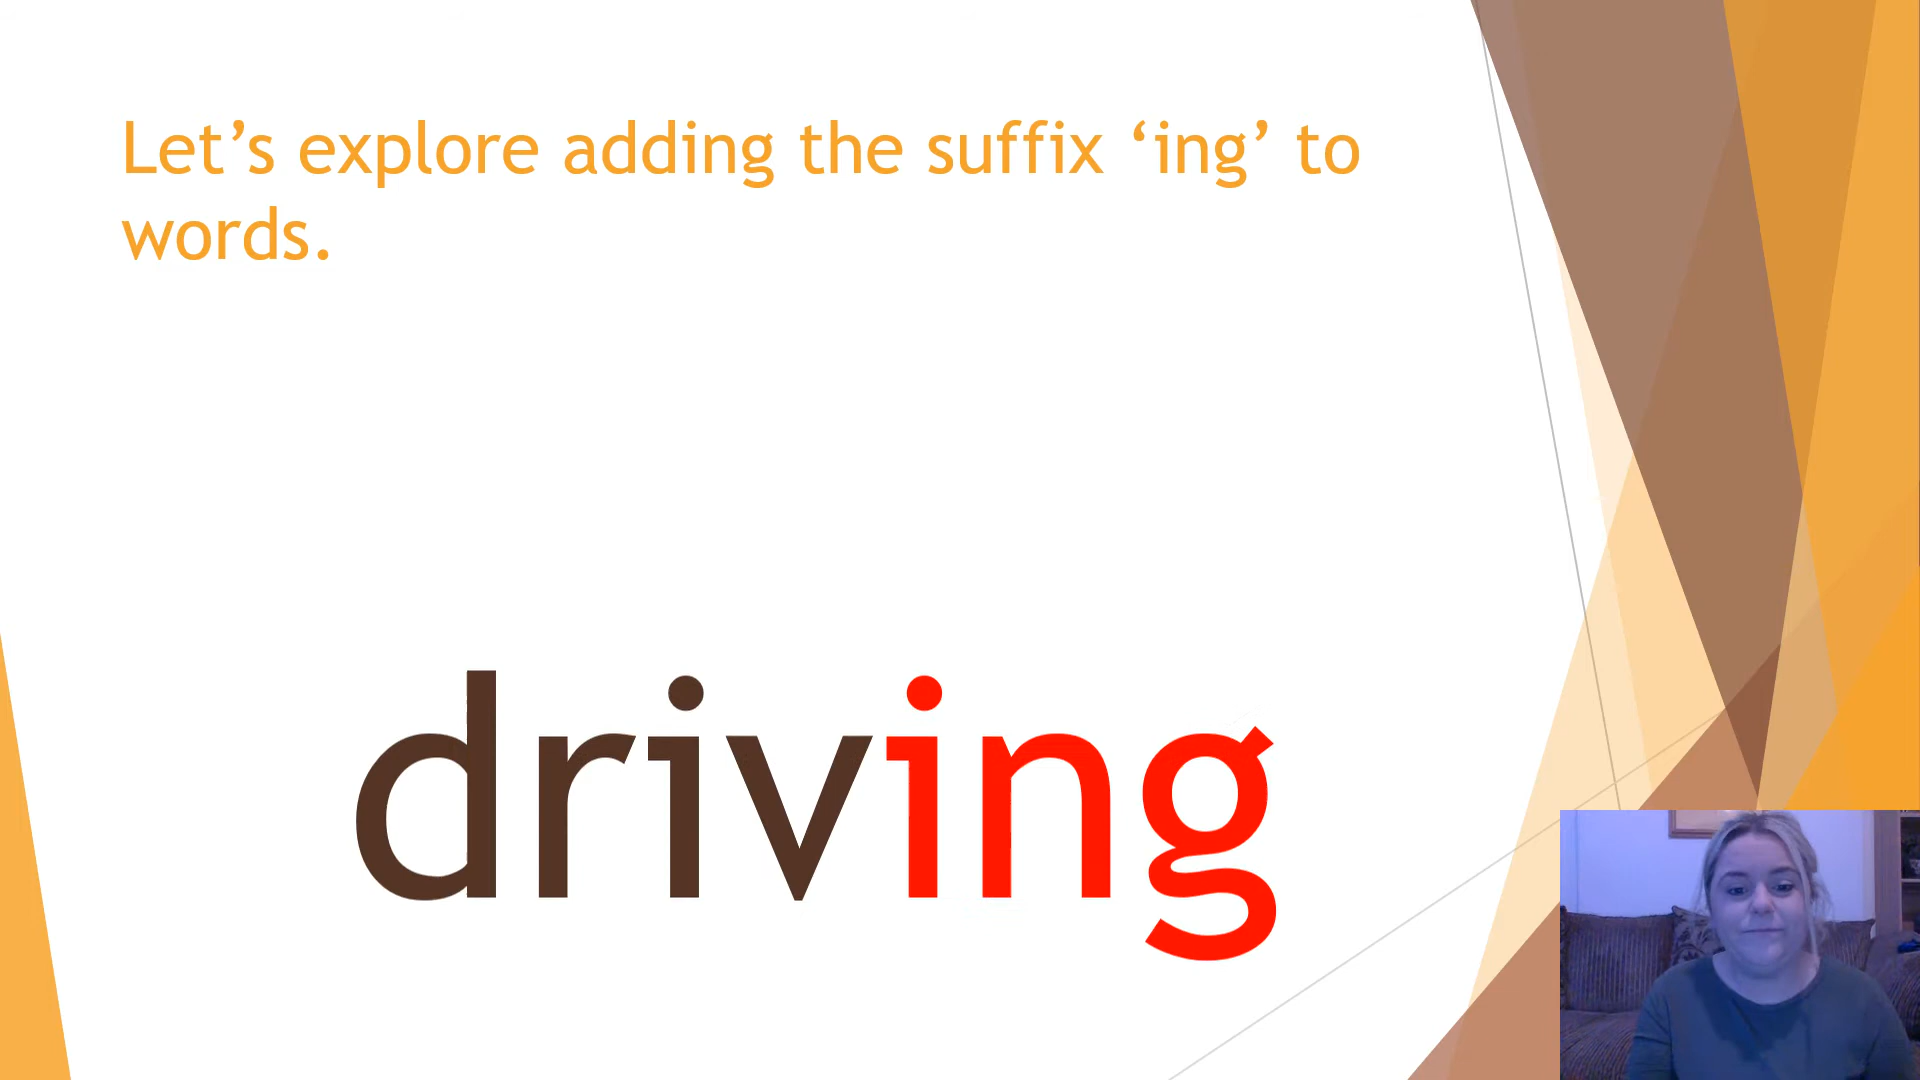 Let’s explore adding the suffix ‘ing’ to
words.
driving